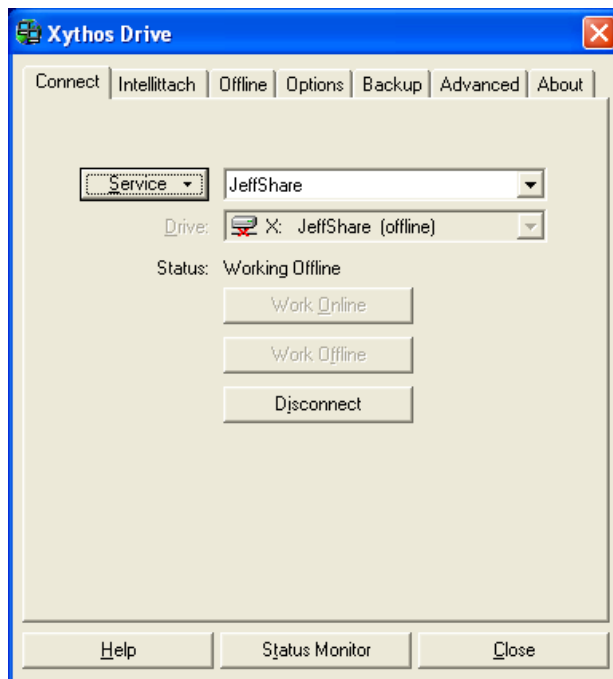 Xythos Drive
Connect Intellittach Offline Options Backup Advanced About
Service JeffShare
Drive: X: JeffShare (offline)
Status: Working Offline
Work Online
Work Offline
Disconnect
Help Status Monitor Close